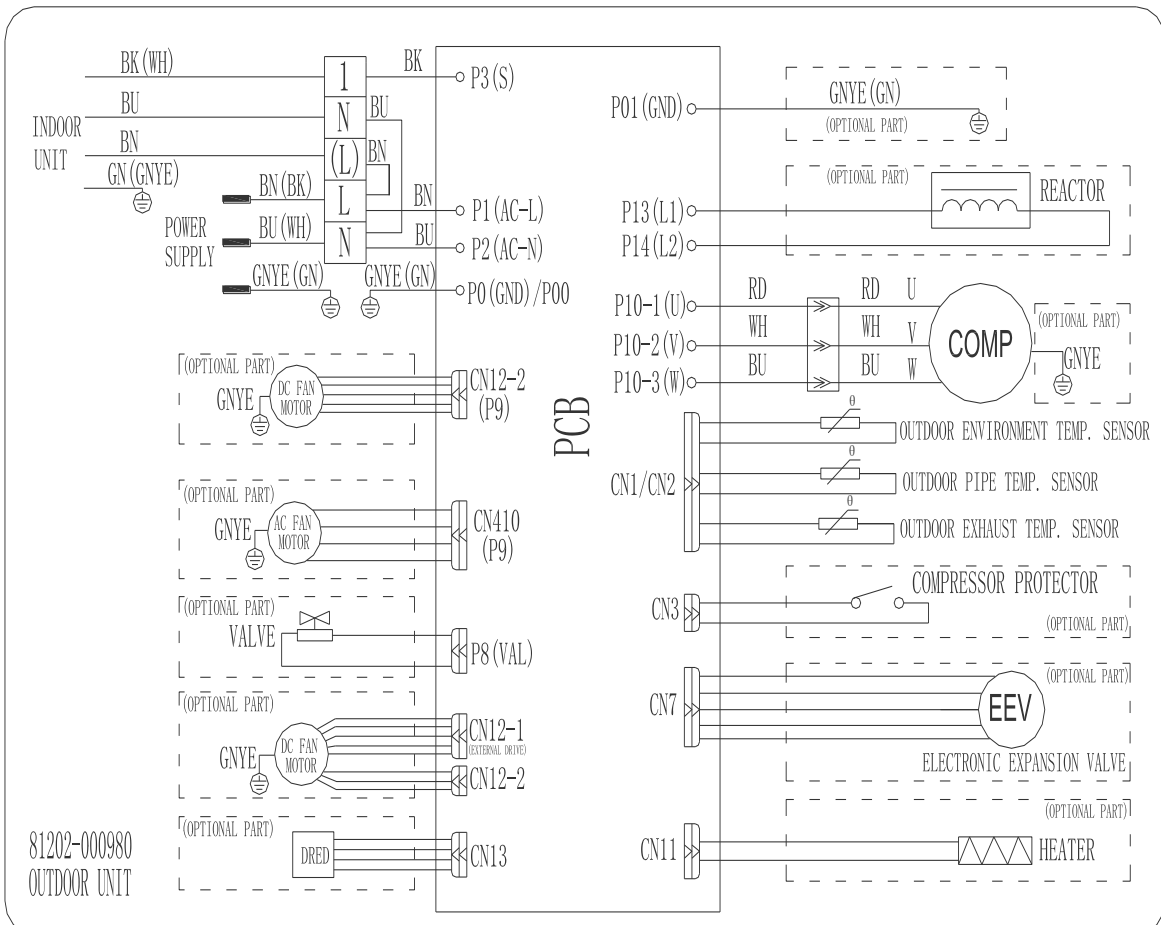 BK(WH)
1
BK
P3(S)
BU
N
BU
INDOOR
UNIT
BN
(L)
BN
GN(GNYE)
BN(BK)
L
BN
P1(AC-L)
POWER
SUPPLY
BU(WH)
N
BU
P2(AC-N)
GNYE(GN)
GNYE(GN)
P0(GND)/P00
(OPTIONAL PART)
GNYE
DC FAN
MOTOR
CN12-2
(P9)
(OPTIONAL PART)
GNYE
AC FAN
MOTOR
CN410
(P9)
(OPTIONAL PART)
VALVE
P8(VAL)
(OPTIONAL PART)
GNYE
DC FAN
MOTOR
CN12-1
(EXTERNAL DRIVE)
CN12-2
(OPTIONAL PART)
DRED
CN13
81202-000980
OUTDOOR UNIT
PCB
P01(GND)
GNYE(GN)
(OPTIONAL PART)
(OPTIONAL PART)
REACTOR
P13(L1)
P14(L2)
P10-1(U)
RD
RD
U
P10-2(V)
WH
WH
V
P10-3(W)
BU
BU
W
COMP
(OPTIONAL PART)
GNYE
CN1/CN2
θ
OUTDOOR ENVIRONMENT TEMP. SENSOR
θ
OUTDOOR PIPE TEMP. SENSOR
θ
OUTDOOR EXHAUST TEMP. SENSOR
CN3
COMPRESSOR PROTECTOR
(OPTIONAL PART)
CN7
(OPTIONAL PART)
EEV
ELECTRONIC EXPANSION VALVE
(OPTIONAL PART)
CN11
HEATER